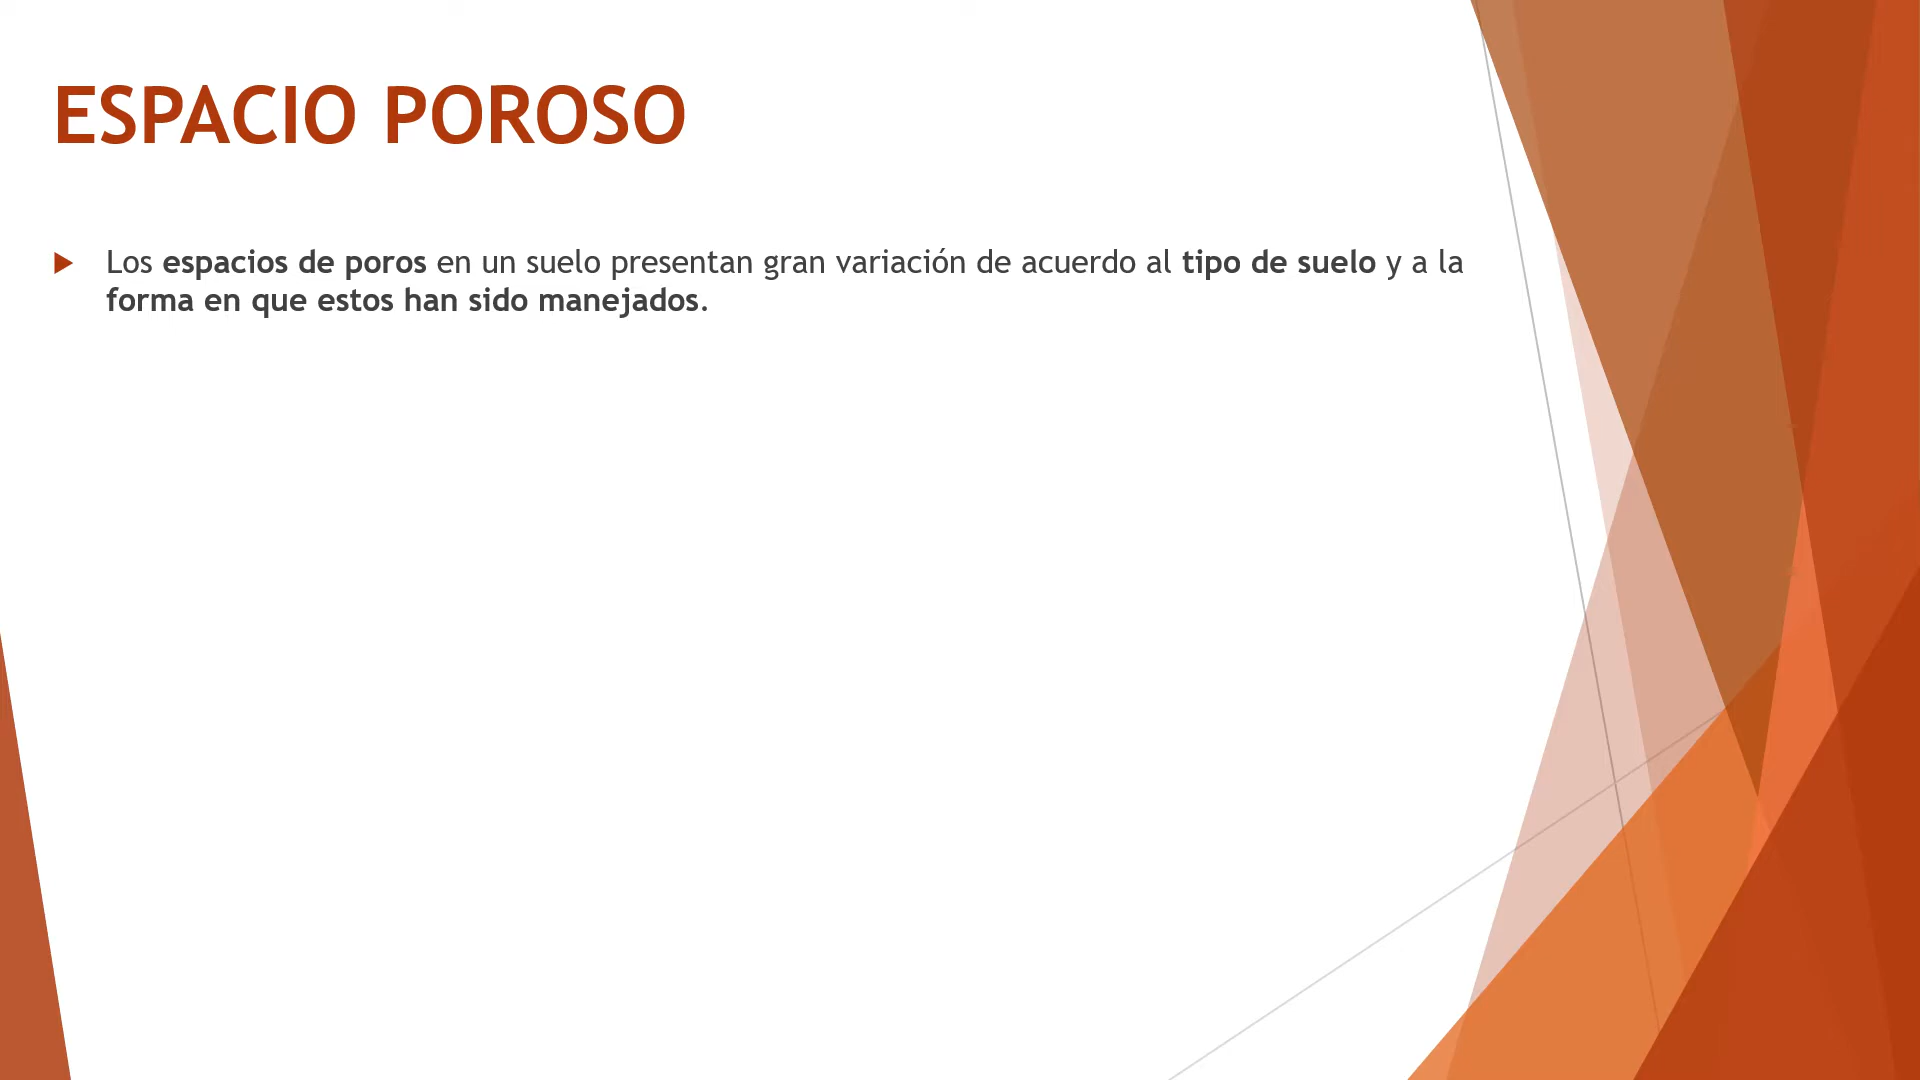 ESPACIO POROSO
Los espacios de poros en un suelo presentan gran variación de acuerdo al tipo de suelo y a la
forma en que estos han sido manejados.